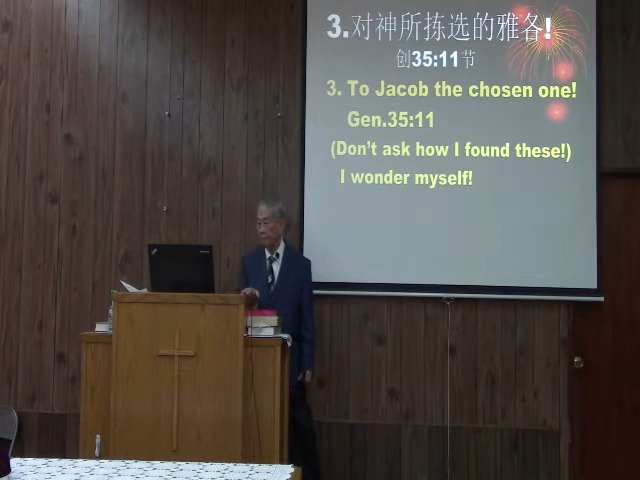 3.对神所拣选的雅各!
创35:11节
3. To Jacob the chosen one!
Gen.35:11
(Don't ask how I found these!)
I wonder myself!